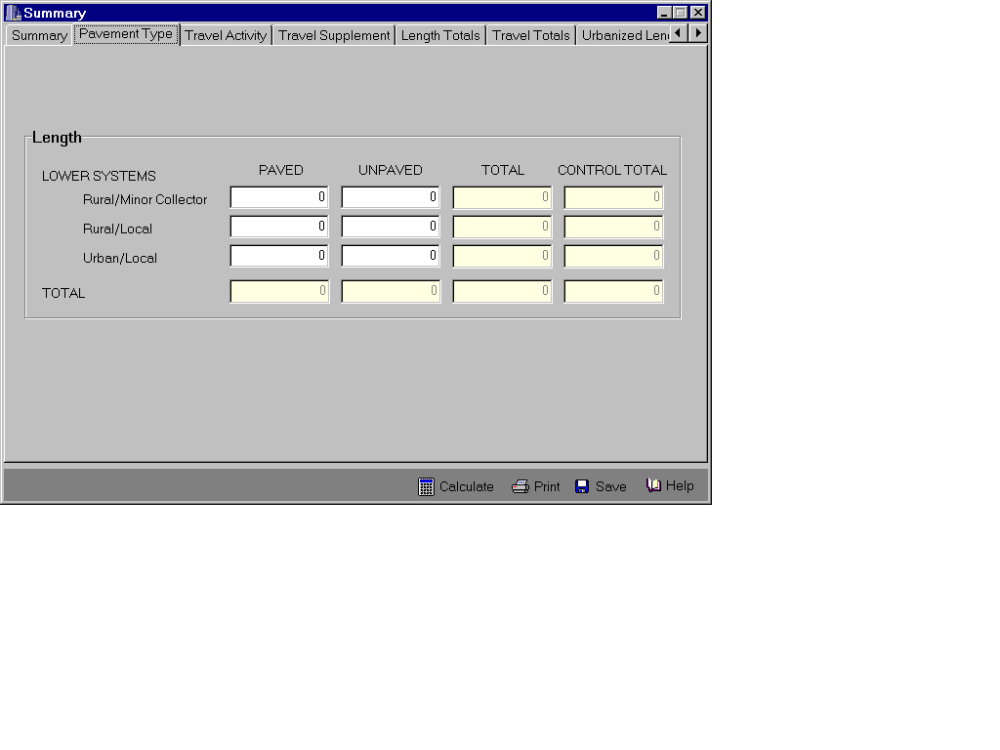 Summary
Summary Pavement Type Travel Activity Travel Supplement Length Totals Travel Totals Urbanized Len
Length
LOWER SYSTEMS PAVED UNPAVED TOTAL CONTROL TOTAL
Rural/Minor Collector 0 0 0 0
Rural/Local 0 0 0 0
Urban/Local 0 0 0 0
TOTAL 0 0 0 0
Calculate Print Save Help